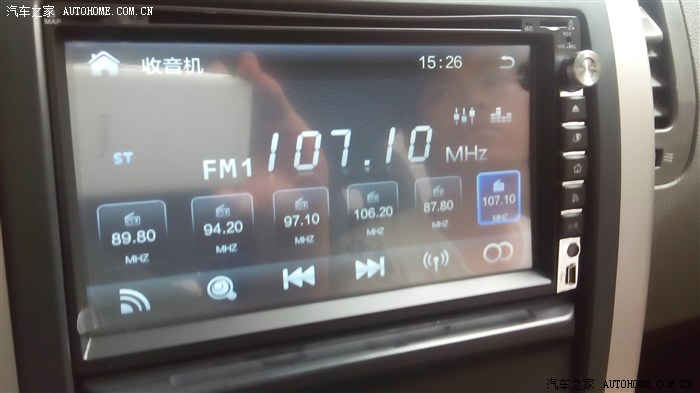 汽车之家 AUTOHOME.COM.CN
MAP
收音机 15:26
ST
FM1 107.10 MHz
89.80 94.20 97.10 106.20 87.80 107.10
MHZ MHZ MHZ MHZ MHZ MHZ
汽车之家 AUTOHOME.COM.CN